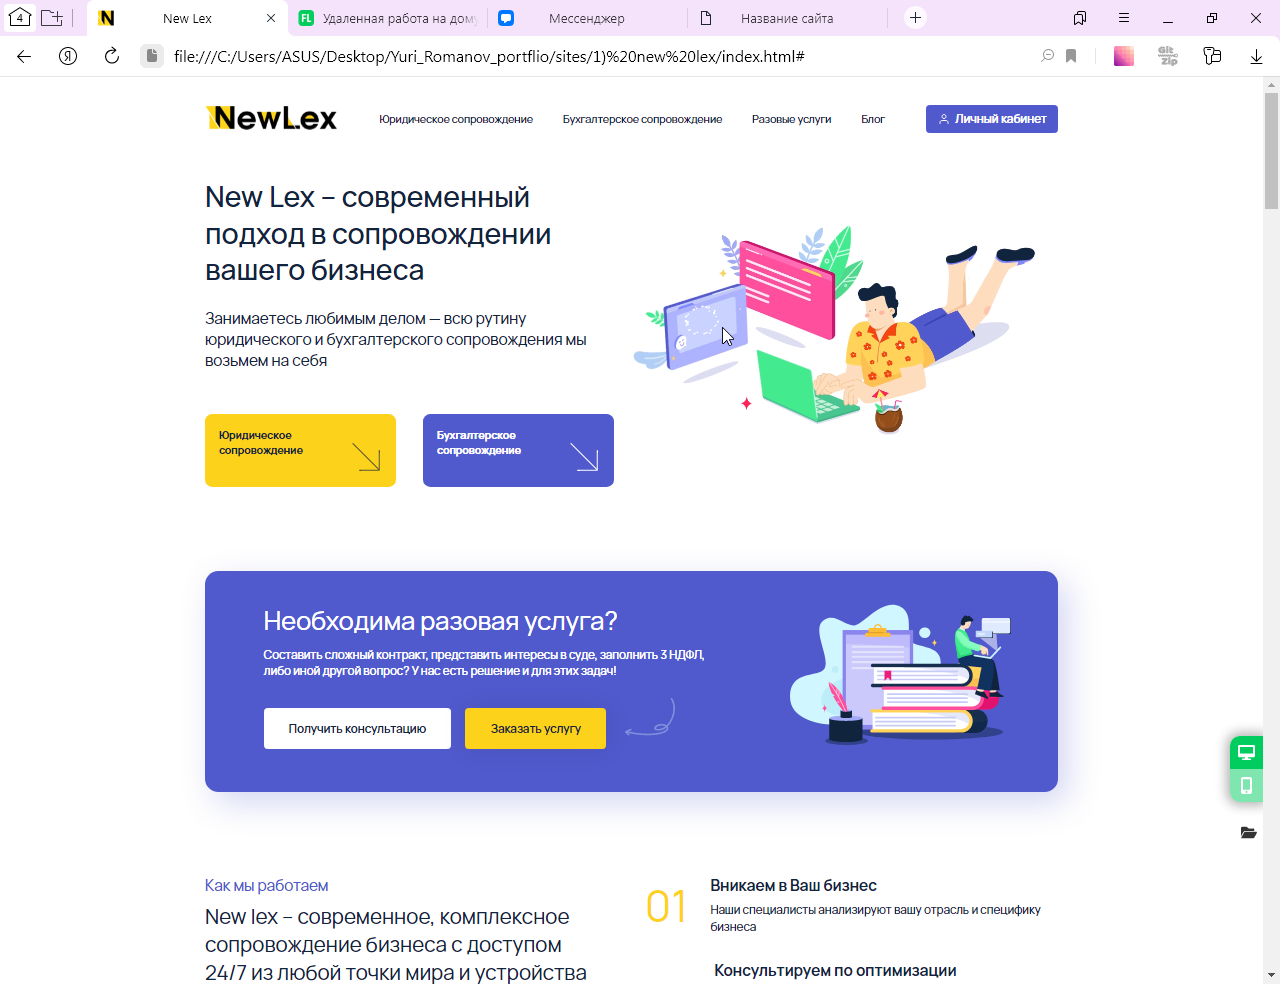 4
New Lex
FL
Удаленная работа на дому
Мессенджер
Название сайта
file:///C:/Users/ASUS/Desktop/Yuri_Romanov_portflio/sites/1)%20new%20lex/index.html#
Git
Zip
NewLex
Юридическое сопровождение
Бухгалтерское сопровождение
Разовые услуги
Блог
Личный кабинет
New Lex – современный
подход в сопровождении
вашего бизнеса
Занимаетесь любимым делом — всю рутину
юридического и бухгалтерского сопровождения мы
возьмем на себя
Юридическое
сопровождение
Бухгалтерское
сопровождение
Необходима разовая услуга?
Составить сложный контракт, представить интересы в суде, заполнить 3 НДФЛ,
либо иной другой вопрос? У нас есть решение и для этих задач!
Получить консультацию
Заказать услугу
Как мы работаем
New lex – современное, комплексное
сопровождение бизнеса с доступом
24/7 из любой точки мира и устройства
01
Вникаем в Ваш бизнес
Наши специалисты анализируют вашу отрасль и специфику
бизнеса
Консультируем по оптимизации